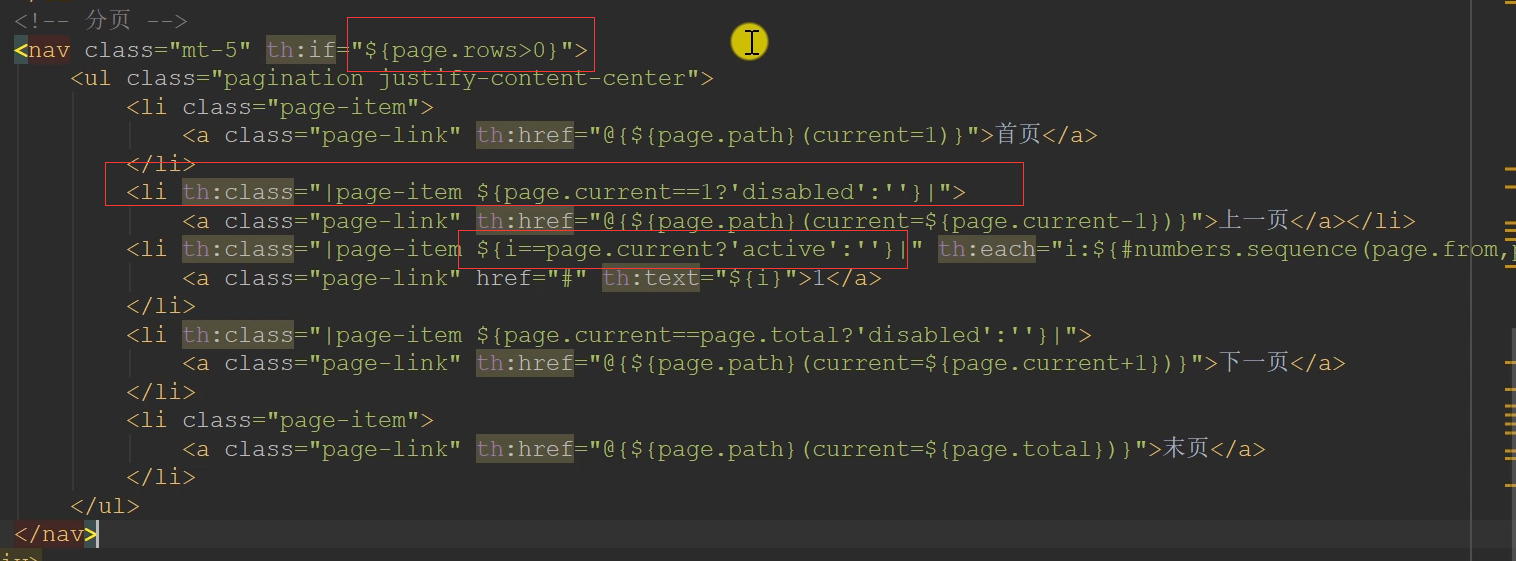 <!-- 分页 -->
<nav class="mt-5" th:if="${page.rows>0}">
<ul class="pagination justify-content-center">
<li class="page-item">
<a class="page-link" th:href="@{${page.path}(current=1)}">首页</a>
</li>
<li th:class="|page-item ${page.current==1?'disabled':''}|">
<a class="page-link" th:href="@{${page.path}(current=${page.current-1})}">上一页</a></li>
<li th:class="|page-item ${i==page.current?'active':''}|" th:each="i:${#numbers.sequence(page.from,
<a class="page-link" href="#" th:text="${i}">1</a>
</li>
<li th:class="|page-item ${page.current==page.total?'disabled':''}|">
<a class="page-link" th:href="@{${page.path}(current=${page.current+1})}">下一页</a>
</li>
<li class="page-item">
<a class="page-link" th:href="@{${page.path}(current=${page.total})}">末页</a>
</li>
</ul>
</nav>